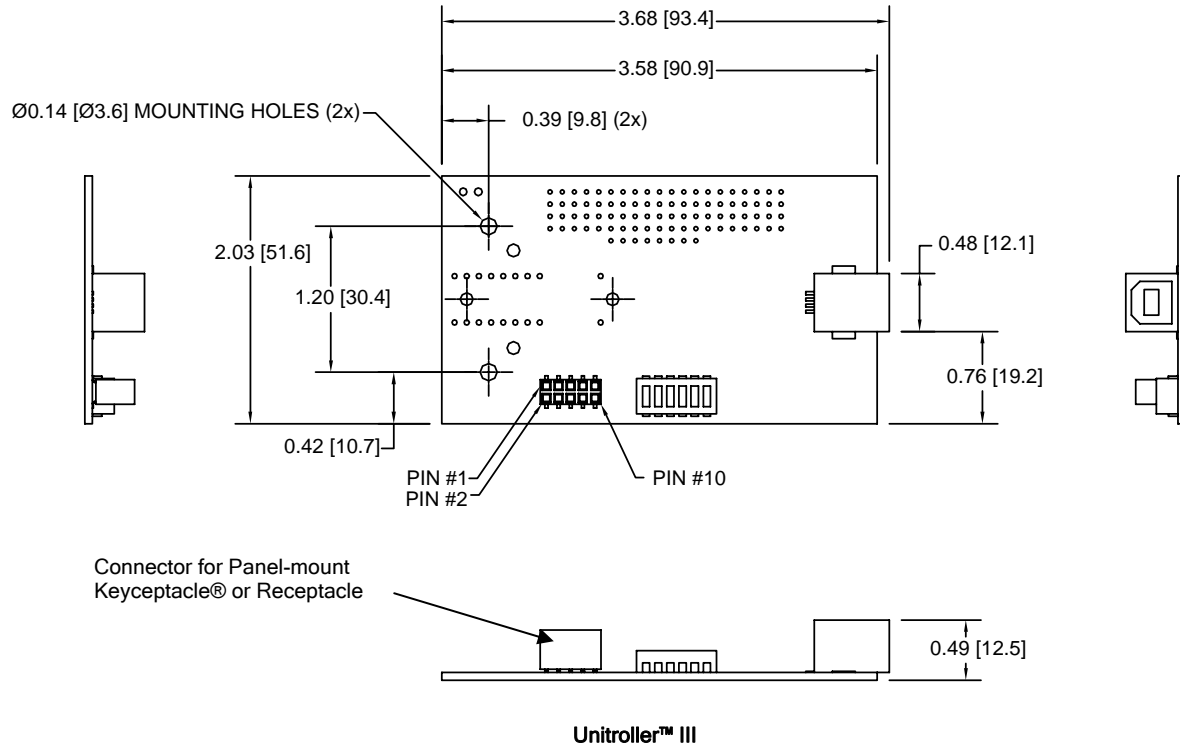 3.68 [93.4]
3.58 [90.9]
Ø0.14 [Ø3.6] MOUNTING HOLES (2x)
0.39 [9.8] (2x)
2.03 [51.6]
0.48 [12.1]
1.20 [30.4]
0.76 [19.2]
0.42 [10.7]
PIN #1
PIN #10
PIN #2
Connector for Panel-mount
Keyceptacle® or Receptacle
0.49 [12.5]
Unitroller™ III